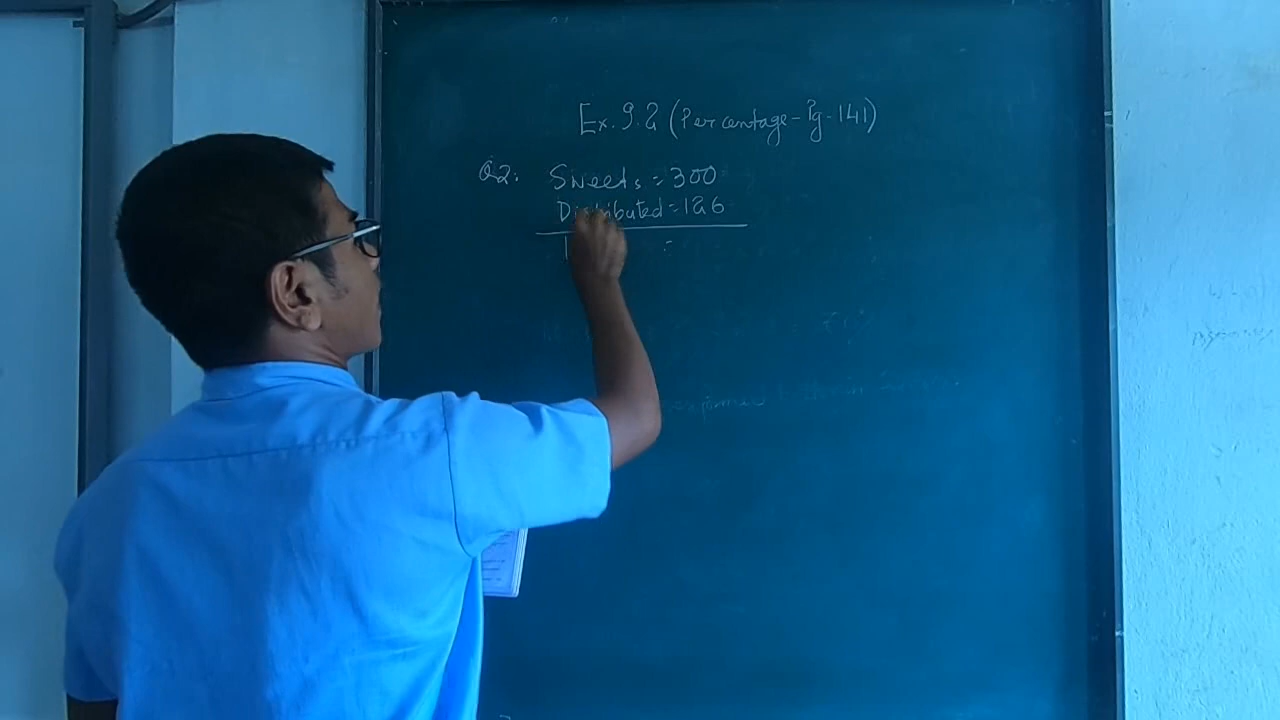 Ex. 9.2 (Percentage - Pg - 141)
Q2. Sweets = 300
Distributed = 126
=